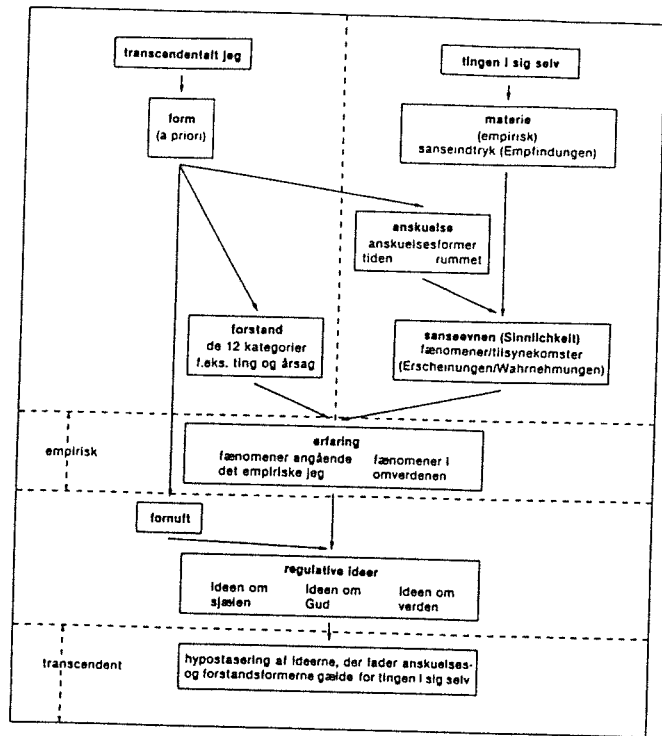 transcendentalt jeg
tingen i sig selv
form
(a priori)
materie
(empirisk)
sanseindtryk (Empfindungen)
anskuelse
anskuelsesformer
tiden rummet
forstand
de 12 kategorier
f.eks. ting og årsag
sanseevnen (Sinnlichkeit)
fænomener/tilsynekomster
(Erscheinungen/Wahrnehmungen)
empirisk
erfaring
fænomener angående fænomener i
det empiriske jeg omverdenen
fornuft
regulative ideer
Ideen om Ideen om Ideen om
sjælen Gud verden
transcendent
hypostasering af ideerne, der lader anskuelses-
og forstandsformerne gælde for tingen i sig selv